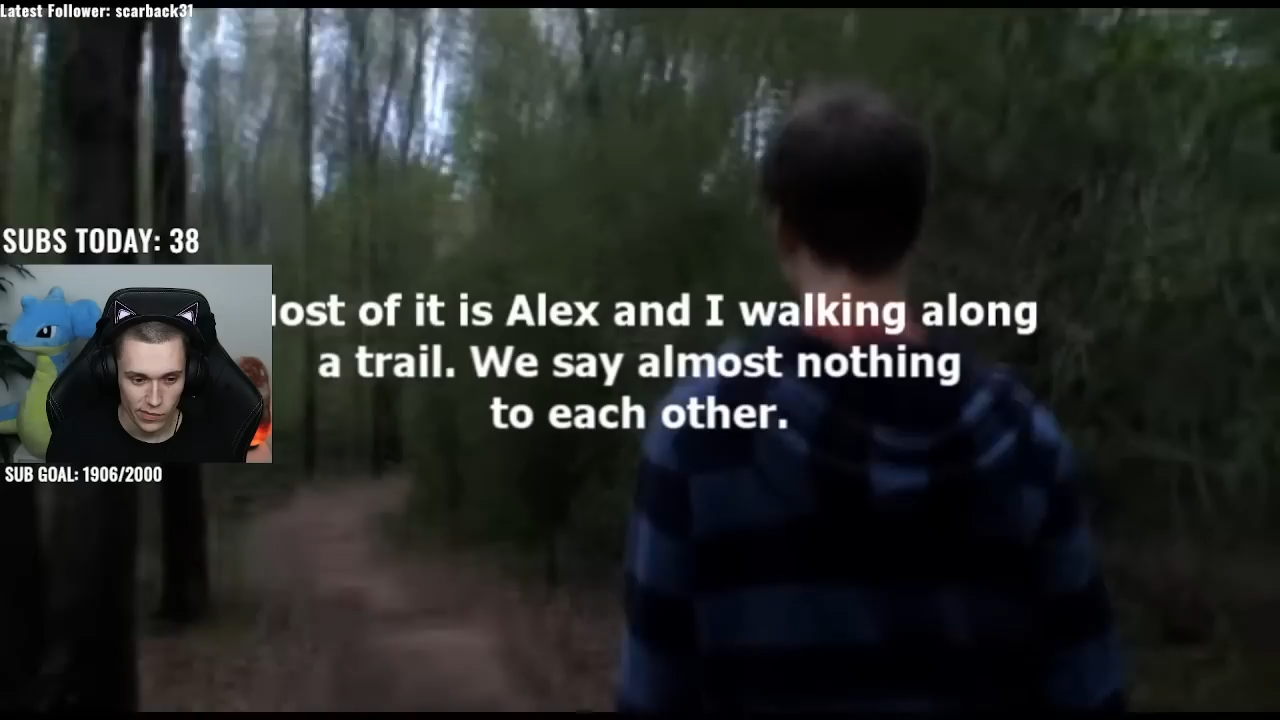 Latest Follower: scarback31
SUBS TODAY: 38
of it is Alex and I walking along
a trail. We say almost nothing
to each other.
SUB GOAL: 1906/2000